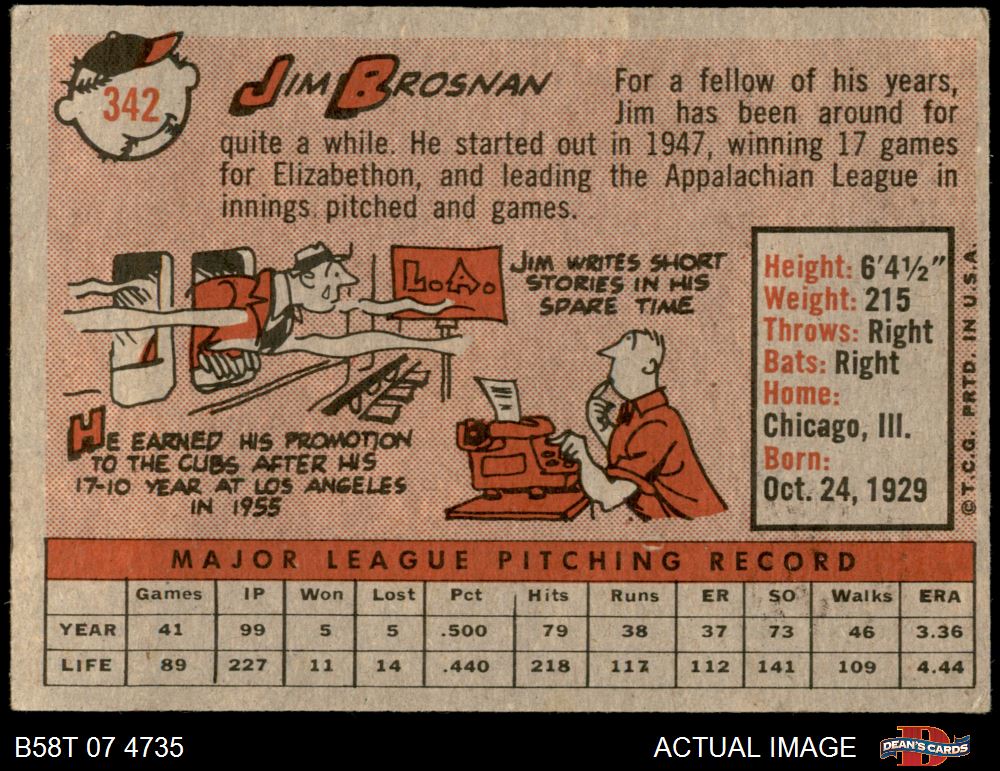 342
JIM BROSNAN
For a fellow of his years,
Jim has been around for
quite a while. He started out in 1947, winning 17 games
for Elizabethon, and leading the Appalachian League in
innings pitched and games.
L.A.
JIM WRITES SHORT
STORIES IN HIS
SPARE TIME
HE EARNED HIS PROMOTION
TO THE CUBS AFTER HIS
17-10 YEAR AT LOS ANGELES
IN 1955
Height: 6'4½"
Weight: 215
Throws: Right
Bats: Right
Home:
Chicago, Ill.
Born:
Oct. 24, 1929
© T.C.G. PRTD. IN U.S.A.
MAJOR LEAGUE PITCHING RECORD
Games IP Won Lost Pct Hits Runs ER SO Walks ERA
YEAR 41 99 5 5 .500 79 38 37 73 46 3.36
LIFE 89 227 11 14 .440 218 117 112 141 109 4.44
B58T 07 4735
ACTUAL IMAGE
DEAN'S CARDS